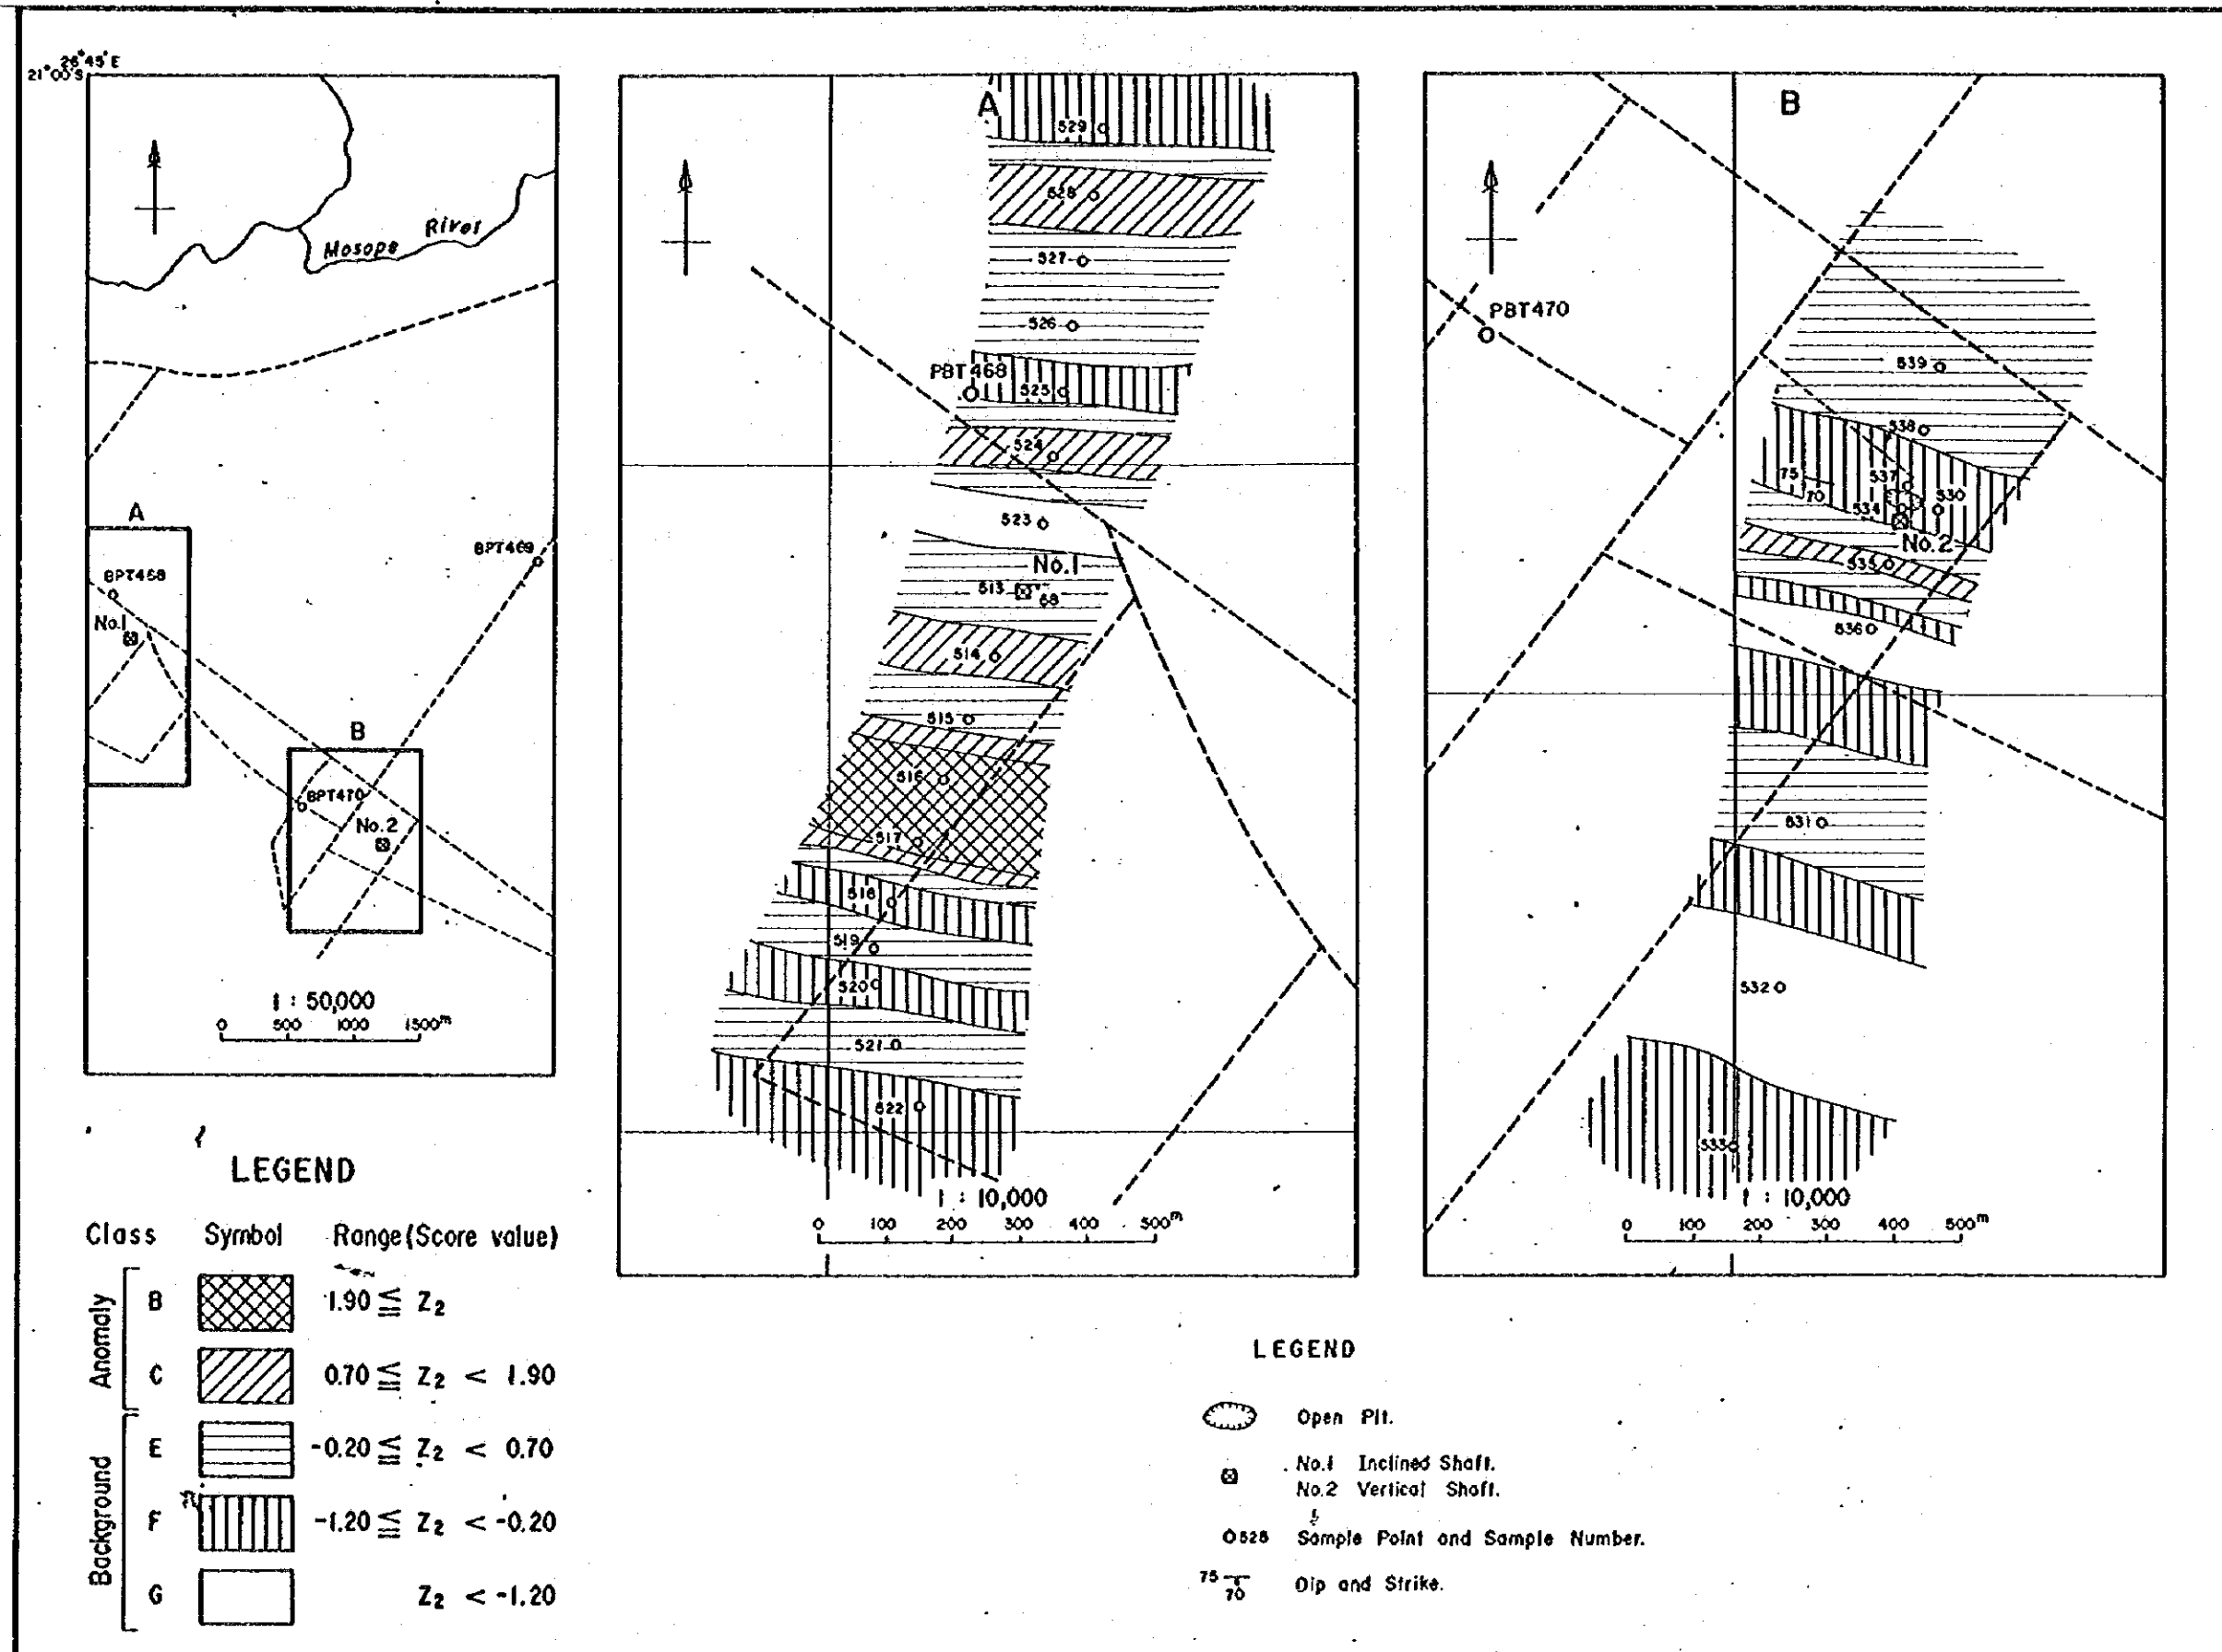 26°45'E
21°00'S
Mosope River
A
BPT468
No.1
BPT469
B
BPT470
No.2
1 : 50,000
0 500 1000 1500m
A
529
528
527
526
PBT468
525
524
523
No.1
513
68
514
515
516
517
518
519
520
521
522
1 : 10,000
0 100 200 300 400 500m
B
PBT470
539
538
75
70
537
530
534
No.2
535
536
531
532
533
1 : 10,000
0 100 200 300 400 500m
LEGEND
Class Symbol Range (Score value)
Anomaly
B 1.90 ≦ Z₂
C 0.70 ≦ Z₂ < 1.90
Background
E -0.20 ≦ Z₂ < 0.70
F -1.20 ≦ Z₂ < -0.20
G Z₂ < -1.20
LEGEND
Open Pit.
No.1 Inclined Shaft.
No.2 Vertical Shaft.
528 Sample Point and Sample Number.
75
70 Dip and Strike.